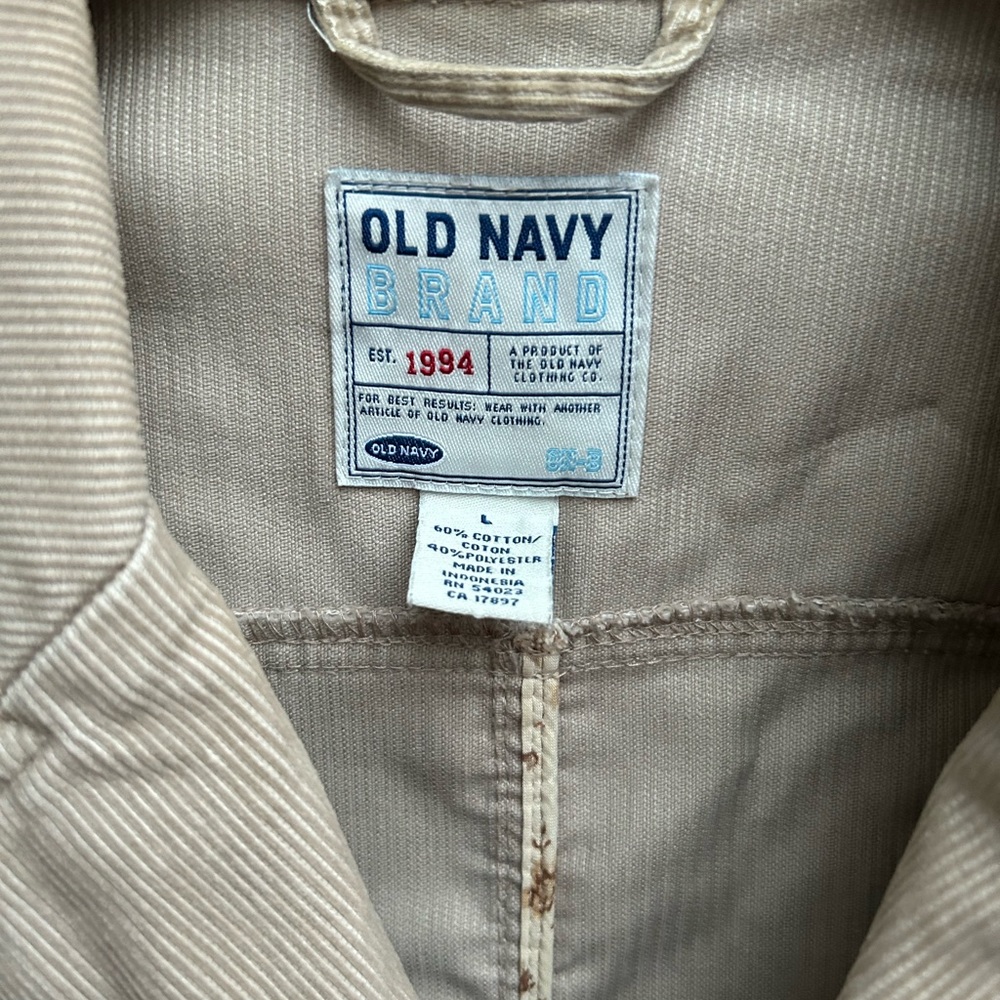 OLD NAVY
BRAND
EST. 1994
A PRODUCT OF
THE OLD NAVY
CLOTHING CO.
FOR BEST RESULTS: WEAR WITH ANOTHER
ARTICLE OF OLD NAVY CLOTHING.
OLD NAVY
L
60% COTTON/
COTON
40%POLYESTER
MADE IN
INDONESIA
RN 54023
CA 17897